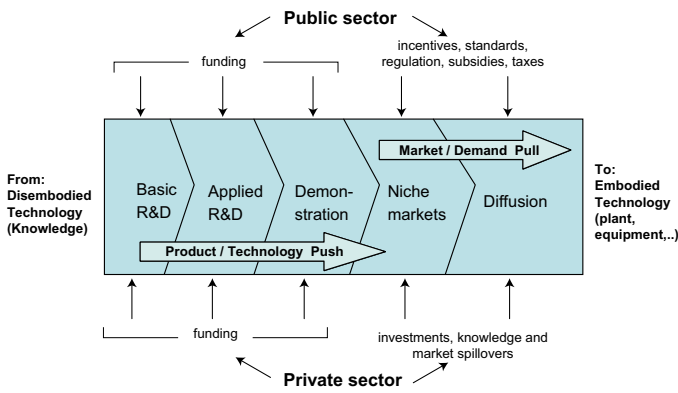 Public sector
funding
incentives, standards,
regulation, subsidies, taxes
Market / Demand Pull
From:
Disembodied
Technology
(Knowledge)
Basic
R&D
Applied
R&D
Demon-
stration
Niche
markets
Diffusion
To:
Embodied
Technology
(plant,
equipment,..)
Product / Technology Push
funding
investments, knowledge and
market spillovers
Private sector